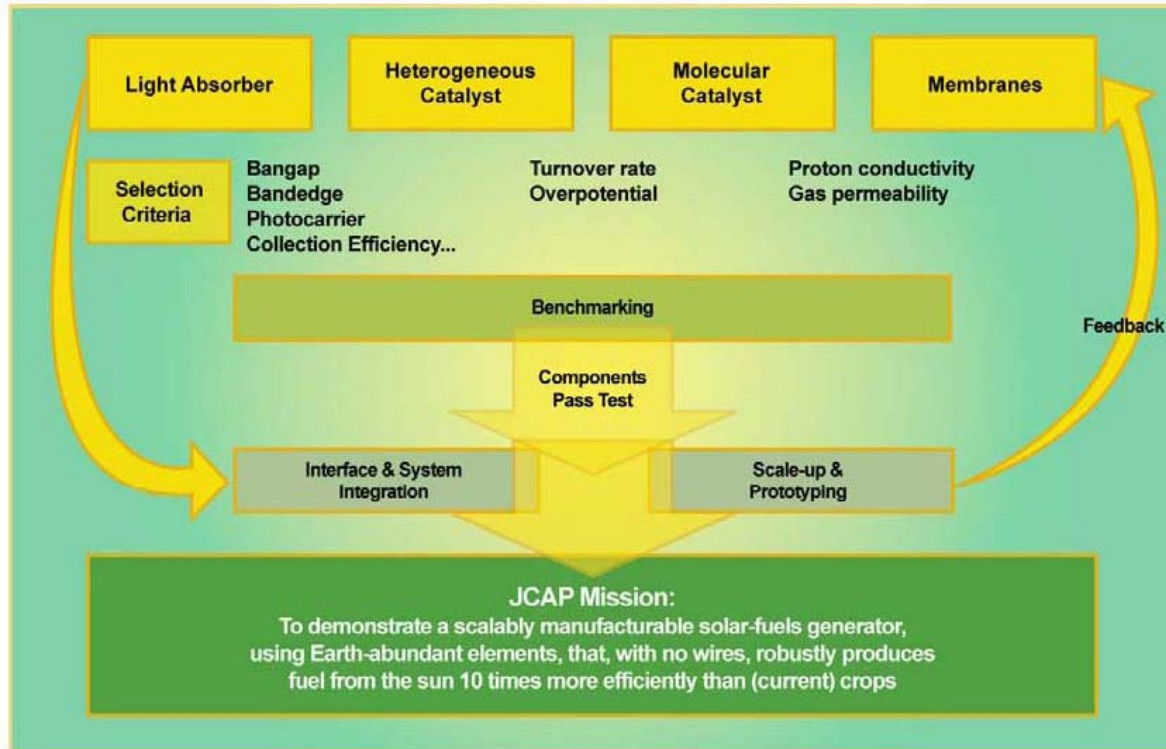 Light Absorber
Heterogeneous
Catalyst
Molecular
Catalyst
Membranes
Selection
Criteria
Bangap
Bandedge
Photocarrier
Collection Efficiency...
Turnover rate
Overpotential
Proton conductivity
Gas permeability
Benchmarking
Feedback
Components
Pass Test
Interface & System
Integration
Scale-up &
Prototyping
JCAP Mission:
To demonstrate a scalably manufacturable solar-fuels generator,
using Earth-abundant elements, that, with no wires, robustly produces
fuel from the sun 10 times more efficiently than (current) crops